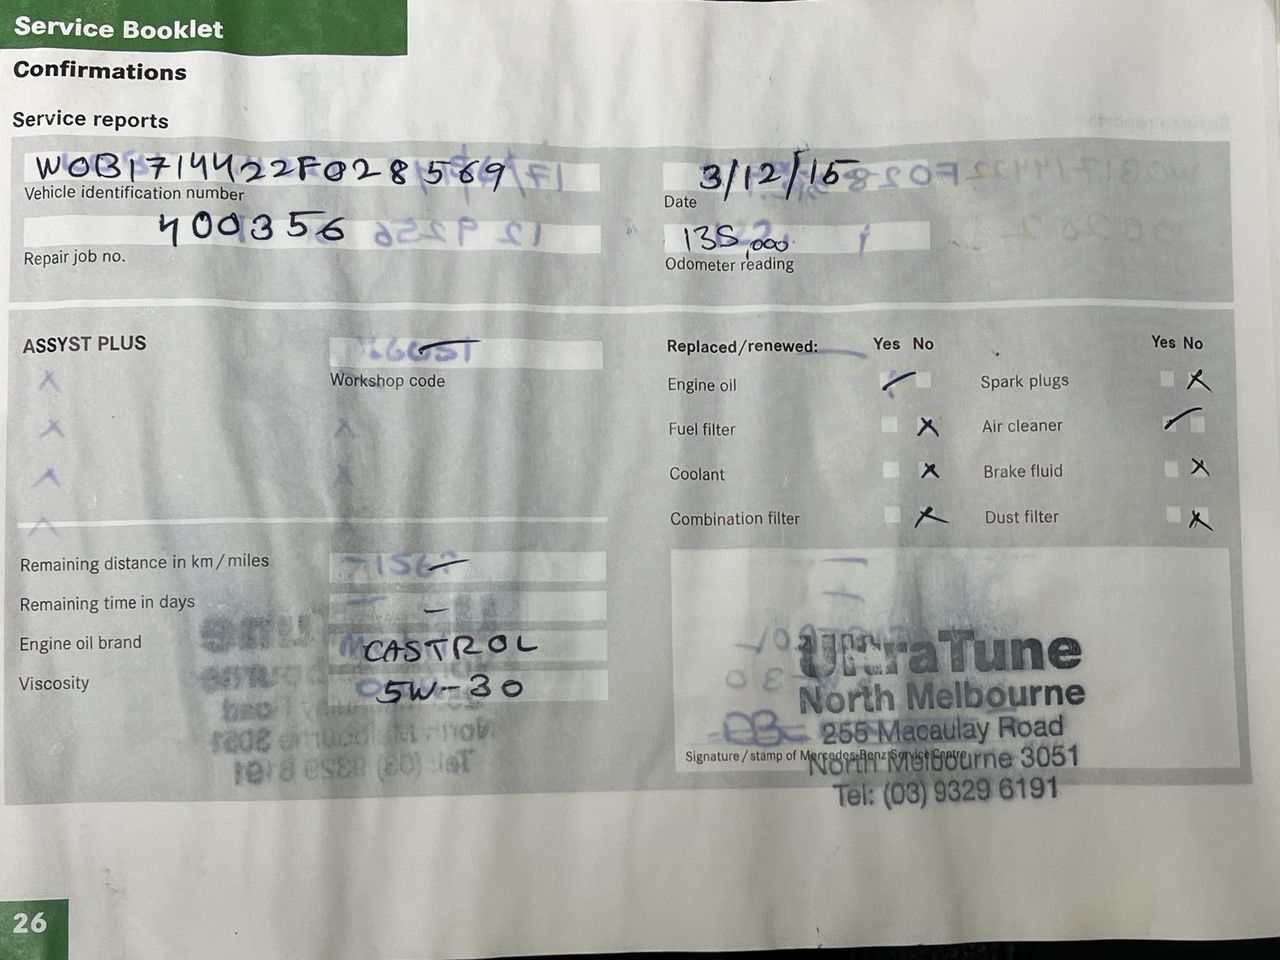 Service Booklet
Confirmations
Service reports
WOB1714422F028569
Vehicle identification number
3/12/15
Date
400356
Repair job no.
135,000
Odometer reading
ASSYST PLUS
Workshop code
Replaced/renewed: Yes No Yes No
Engine oil
Spark plugs
Fuel filter
Air cleaner
Coolant
Brake fluid
Combination filter
Dust filter
Remaining distance in km/miles
Remaining time in days
Engine oil brand CASTROL
Viscosity 5W-30
UltraTune
North Melbourne
255 Macaulay Road
Signature/stamp of Mercedes-Benz Service Centre
North Melbourne 3051
Tel: (03) 9329 6191
26